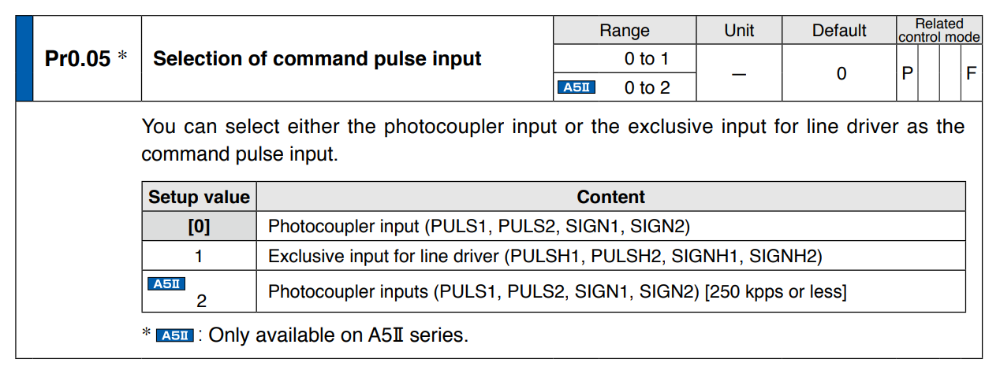 Pr0.05 *
Selection of command pulse input
Range
Unit
Default
Related
control mode
0 to 1
A5Ⅱ 0 to 2
—
0
P
F
You can select either the photocoupler input or the exclusive input for line driver as the
command pulse input.
Setup value Content
[0] Photocoupler input (PULS1, PULS2, SIGN1, SIGN2)
1 Exclusive input for line driver (PULSH1, PULSH2, SIGNH1, SIGNH2)
A5Ⅱ
2 Photocoupler inputs (PULS1, PULS2, SIGN1, SIGN2) [250 kpps or less]
* A5Ⅱ : Only available on A5Ⅱ series.